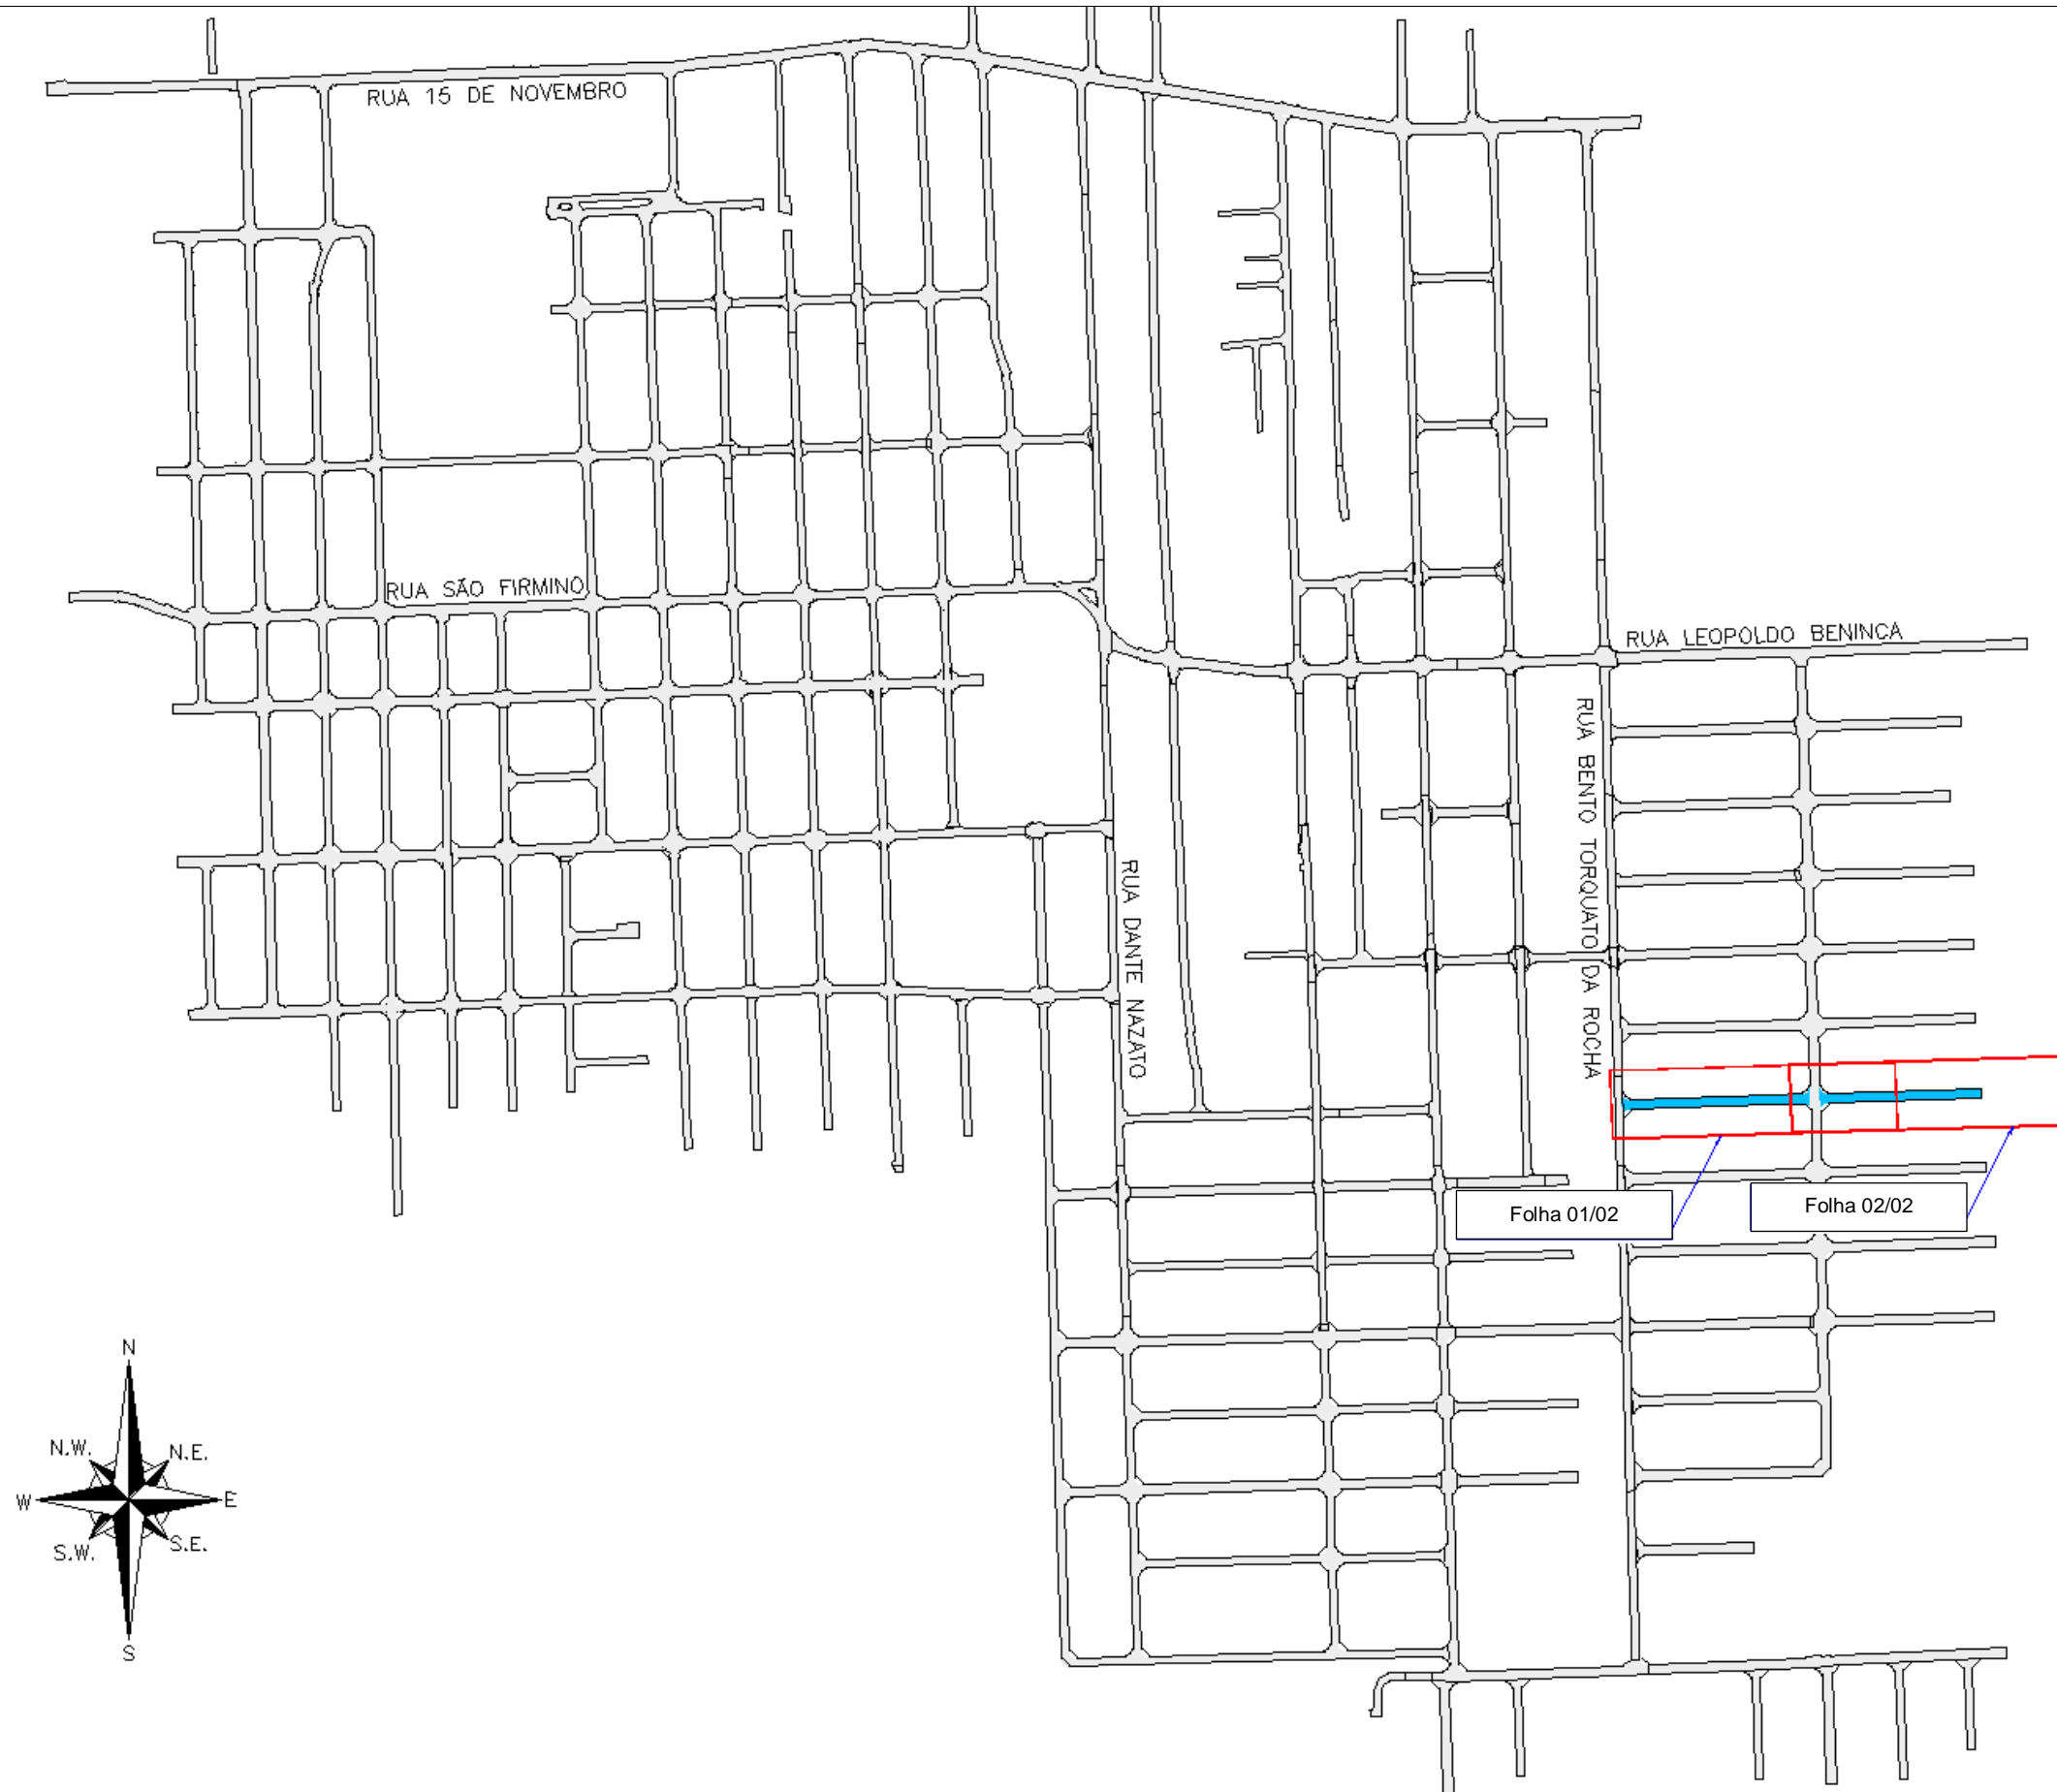 RUA 15 DE NOVEMBRO
RUA SÃO FIRMINO
RUA LEOPOLDO BENINCA
RUA BENTO TORQUATO DA ROCHA
RUA DANTE NAZATO
Folha 01/02
Folha 02/02
N
N.W.
N.E.
W
E
S.W.
S.E.
S